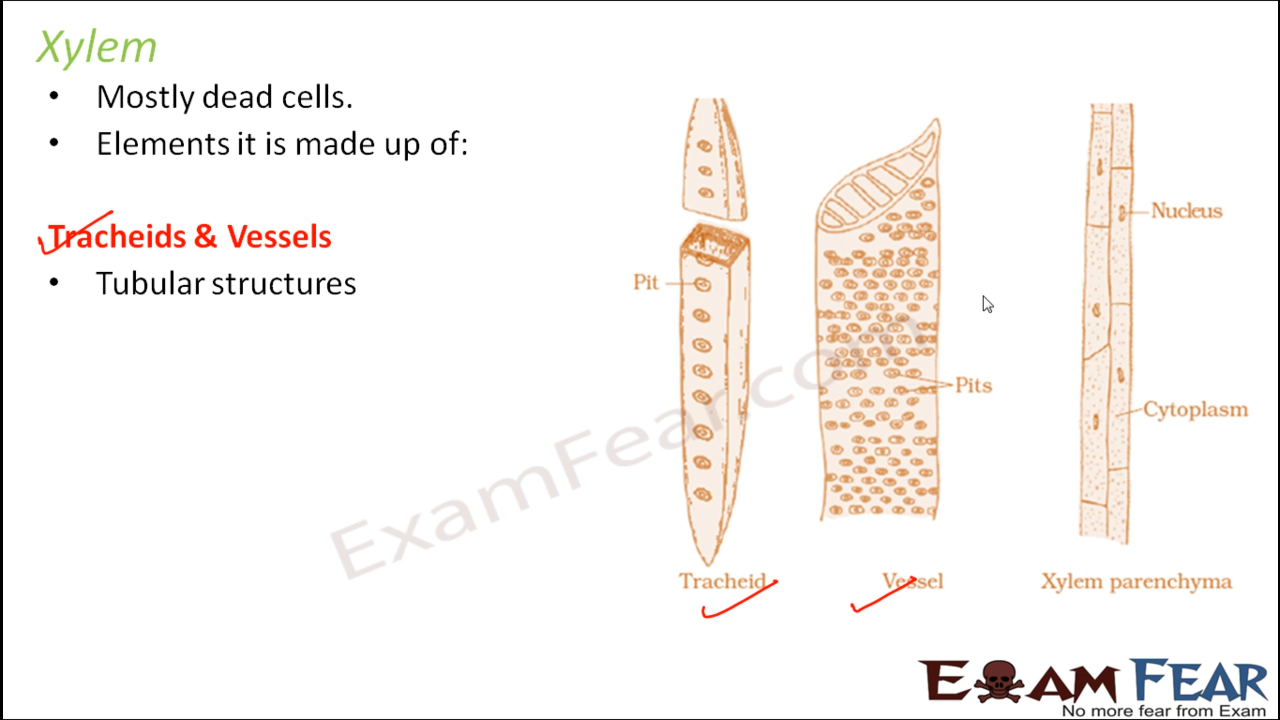 Xylem
• Mostly dead cells.
• Elements it is made up of:
Tracheids & Vessels
• Tubular structures
Pit
Pits
Nucleus
Cytoplasm
Tracheid
Vessel
Xylem parenchyma
ExamFear.com
EXAM FEAR
No more fear from Exam